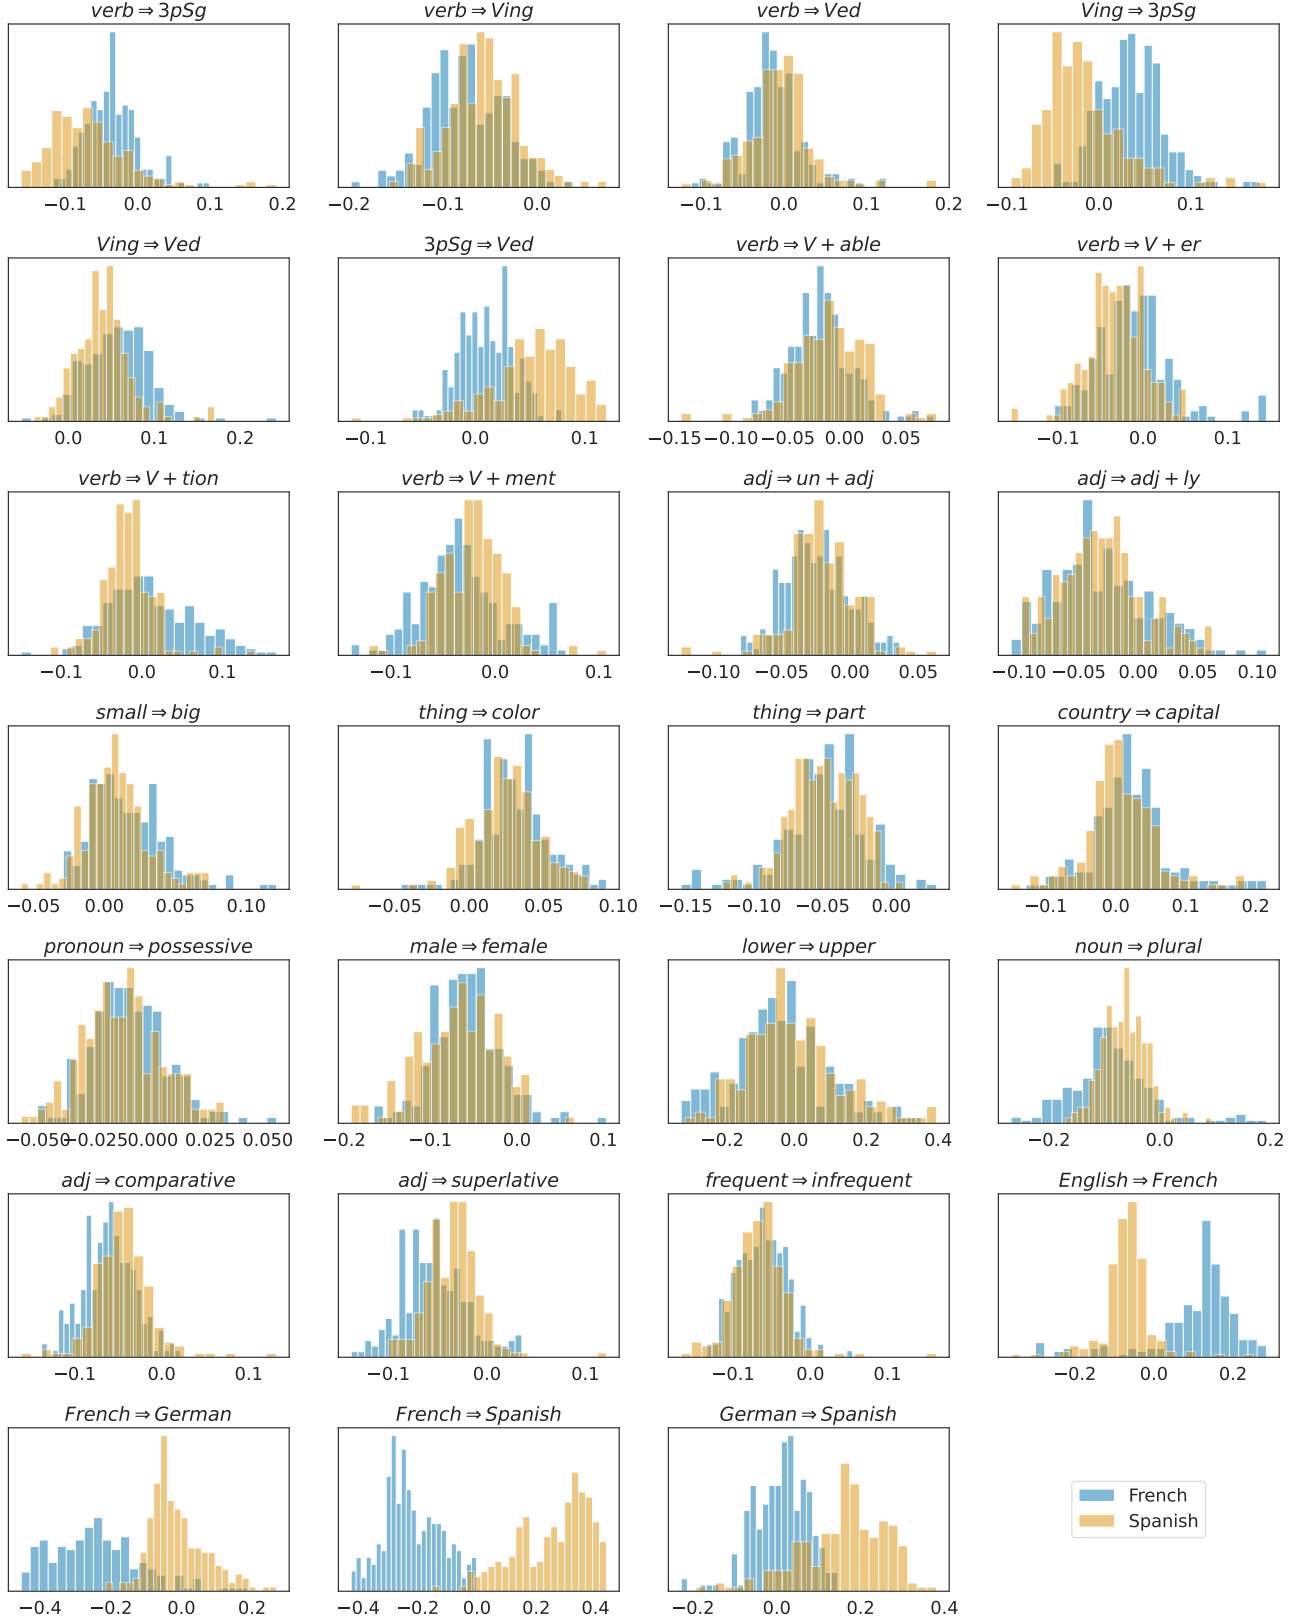 verb ⇒ 3pSg
verb ⇒ Ving
verb ⇒ Ved
Ving ⇒ 3pSg
−0.1 0.0 0.1 0.2
−0.2 −0.1 0.0
−0.1 0.0 0.1 0.2
−0.1 0.0 0.1
Ving ⇒ Ved
3pSg ⇒ Ved
verb ⇒ V + able
verb ⇒ V + er
0.0 0.1 0.2
−0.1 0.0 0.1
−0.15 −0.10 −0.05 0.00 0.05
−0.1 0.0 0.1
verb ⇒ V + tion
verb ⇒ V + ment
adj ⇒ un + adj
adj ⇒ adj + ly
−0.1 0.0 0.1
−0.1 0.0 0.1
−0.10 −0.05 0.00 0.05
−0.10 −0.05 0.00 0.05 0.10
small ⇒ big
thing ⇒ color
thing ⇒ part
country ⇒ capital
−0.05 0.00 0.05 0.10
−0.05 0.00 0.05 0.10
−0.15 −0.10 −0.05 0.00
−0.1 0.0 0.1 0.2
pronoun ⇒ possessive
male ⇒ female
lower ⇒ upper
noun ⇒ plural
−0.050 −0.025 0.000 0.025 0.050
−0.2 −0.1 0.0 0.1
−0.2 0.0 0.2 0.4
−0.2 0.0 0.2
adj ⇒ comparative
adj ⇒ superlative
frequent ⇒ infrequent
English ⇒ French
−0.1 0.0 0.1
−0.1 0.0 0.1
−0.1 0.0 0.1
−0.2 0.0 0.2
French ⇒ German
French ⇒ Spanish
German ⇒ Spanish
−0.4 −0.2 0.0 0.2
−0.4 −0.2 0.0 0.2 0.4
−0.2 0.0 0.2 0.4
French
Spanish